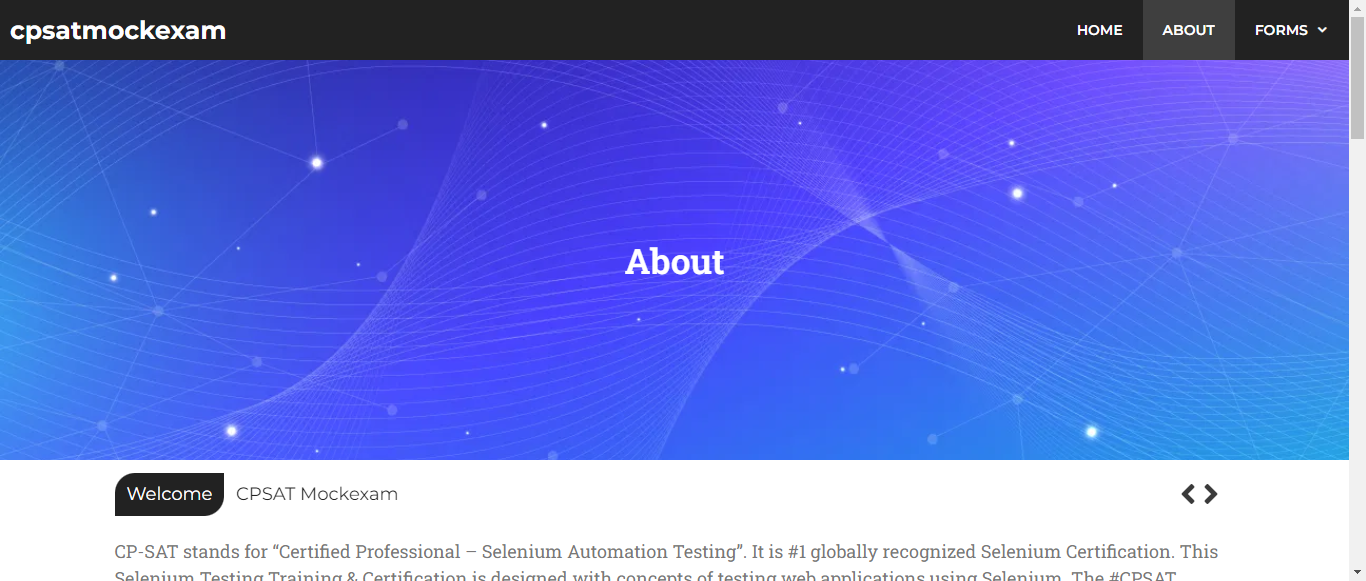 cpsatmockexam
HOME ABOUT FORMS
About
Welcome CPSAT Mockexam
CP-SAT stands for “Certified Professional – Selenium Automation Testing”. It is #1 globally recognized Selenium Certification. This
Selenium Testing Training & Certification is designed with concepts of testing web applications using Selenium. The #CPSAT